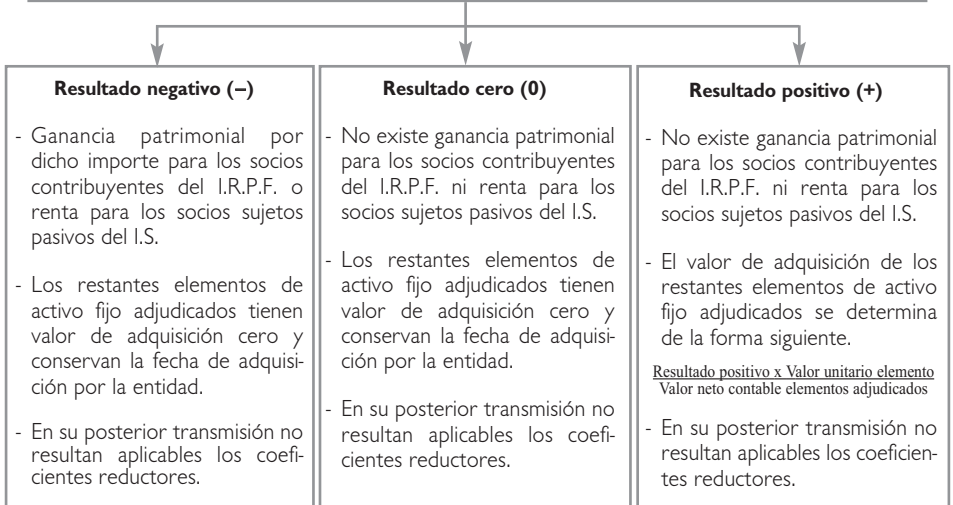 Resultado negativo (–)
- Ganancia patrimonial por
dicho importe para los socios
contribuyentes del I.R.P.F. o
renta para los socios sujetos
pasivos del I.S.
- Los restantes elementos de
activo fijo adjudicados tienen
valor de adquisición cero y
conservan la fecha de adquisi-
ción por la entidad.
- En su posterior transmisión no
resultan aplicables los coefi-
cientes reductores.
Resultado cero (0)
- No existe ganancia patrimonial
para los socios contribuyentes
del I.R.P.F. ni renta para los
socios sujetos pasivos del I.S.
- Los restantes elementos de
activo fijo adjudicados tienen
valor de adquisición cero y
conservan la fecha de adquisi-
ción por la entidad.
- En su posterior transmisión no
resultan aplicables los coefi-
cientes reductores.
Resultado positivo (+)
- No existe ganancia patrimonial
para los socios contribuyentes
del I.R.P.F. ni renta para los
socios sujetos pasivos del I.S.
- El valor de adquisición de los
restantes elementos de activo
fijo adjudicados se determina
de la forma siguiente.
Resultado positivo x Valor unitario elemento
Valor neto contable elementos adjudicados
- En su posterior transmisión no
resultan aplicables los coeficien-
tes reductores.